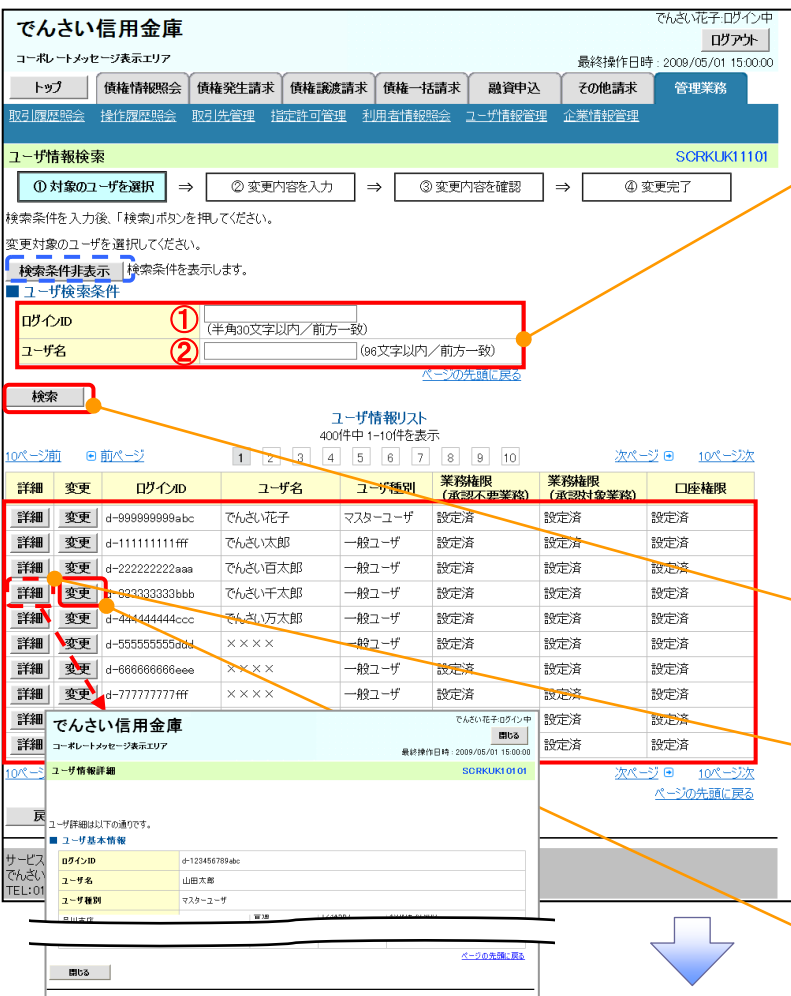 でんさい信用金庫
でんさい花子:ログイン中
ログアウト
コーポレートメッセージ表示エリア
最終操作日時:2009/05/01 15:00:00
トップ 債権情報照会 債権発生請求 債権譲渡請求 債権一括請求 融資申込 その他請求 管理業務
取引履歴照会 操作履歴照会 取引先管理 指定許可管理 利用者情報照会 ユーザ情報管理 企業情報管理
ユーザ情報検索 SCRKUK11101
① 対象のユーザを選択 ⇒ ② 変更内容を入力 ⇒ ③ 変更内容を確認 ⇒ ④ 変更完了
検索条件を入力後、「検索」ボタンを押してください。
変更対象のユーザを選択してください。
検索条件非表示 検索条件を表示します。
■ ユーザ検索条件
ログインID ① (半角30文字以内/前方一致)
ユーザ名 ② (96文字以内/前方一致)
ページの先頭に戻る
検索
ユーザ情報リスト
400件中 1-10件を表示
10ページ前 前ページ 1 2 3 4 5 6 7 8 9 10 次ページ 10ページ次
詳細 変更 ログインID ユーザ名 ユーザ種別 業務権限(承認不要業務) 業務権限(承認対象業務) 口座権限
詳細 変更 d-999999999abc でんさい花子 マスターユーザ 設定済 設定済 設定済
詳細 変更 d-111111111fff でんさい太郎 一般ユーザ 設定済 設定済 設定済
詳細 変更 d-222222222aaa でんさい百太郎 一般ユーザ 設定済 設定済 設定済
詳細 変更 d-333333333bbb でんさい千太郎 一般ユーザ 設定済 設定済 設定済
詳細 変更 d-444444444ccc でんさい万太郎 一般ユーザ 設定済 設定済 設定済
詳細 変更 d-555555555ddd ×××× 一般ユーザ 設定済 設定済 設定済
詳細 変更 d-666666666eee ×××× 一般ユーザ 設定済 設定済 設定済
詳細 変更 d-777777777fff ×××× 一般ユーザ 設定済 設定済 設定済
詳細 設定済 設定済
詳細 設定済 設定済
10ペー 次ページ 10ページ次
ページの先頭に戻る
戻
サービス
でんさい
TEL:01
でんさい信用金庫
でんさい花子:ログイン中
閉じる
コーポレートメッセージ表示エリア
最終操作日時:2009/05/01 15:00:00
ユーザ情報詳細 SCRKUK10101
ユーザ詳細は以下の通りです。
■ ユーザ基本情報
ログインID d-123456789abc
ユーザ名 山田太郎
ユーザ種別 マスターユーザ
ページの先頭に戻る
閉じる